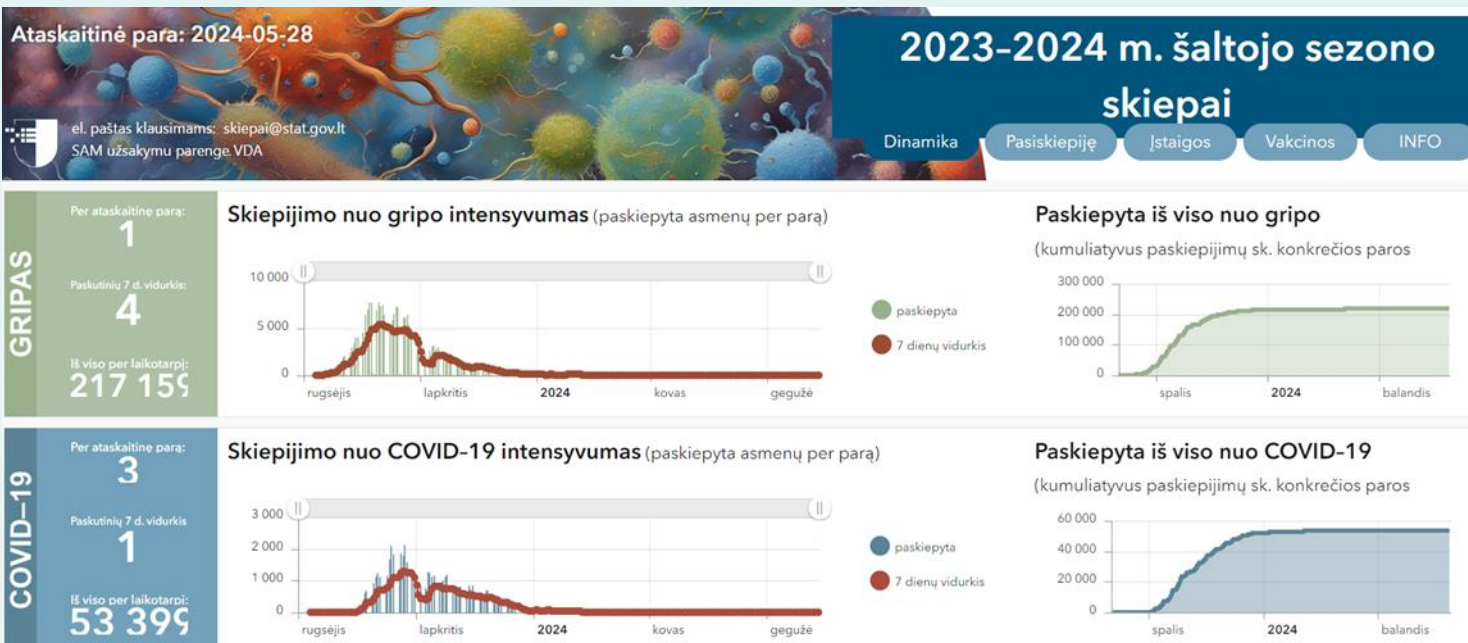 Ataskaitinė para: 2024-05-28
el. paštas klausimams: skiepai@stat.gov.lt
SAM užsakymu parengė VDA
2023–2024 m. šaltojo sezono
skiepai
Dinamika
Pasiskiepiję
Įstaigos
Vakcinos
INFO
GRIPAS
Per ataskaitinę parą:
1
Paskutinių 7 d. vidurkis:
4
Iš viso per laikotarpį:
217 159
Skiepijimo nuo gripo intensyvumas (paskiepyta asmenų per parą)
10 000
5 000
0
rugsėjis
lapkritis
2024
kovas
gegužė
paskiepyta
7 dienų vidurkis
Paskiepyta iš viso nuo gripo
(kumuliatyvus paskiepijimų sk. konkrečios paros
300 000
200 000
100 000
0
spalis
2024
balandis
COVID–19
Per ataskaitinę parą:
3
Paskutinių 7 d. vidurkis
1
Iš viso per laikotarpį:
53 399
Skiepijimo nuo COVID–19 intensyvumas (paskiepyta asmenų per parą)
3 000
2 000
1 000
0
rugsėjis
lapkritis
2024
kovas
gegužė
paskiepyta
7 dienų vidurkis
Paskiepyta iš viso nuo COVID–19
(kumuliatyvus paskiepijimų sk. konkrečios paros
60 000
40 000
20 000
0
spalis
2024
balandis